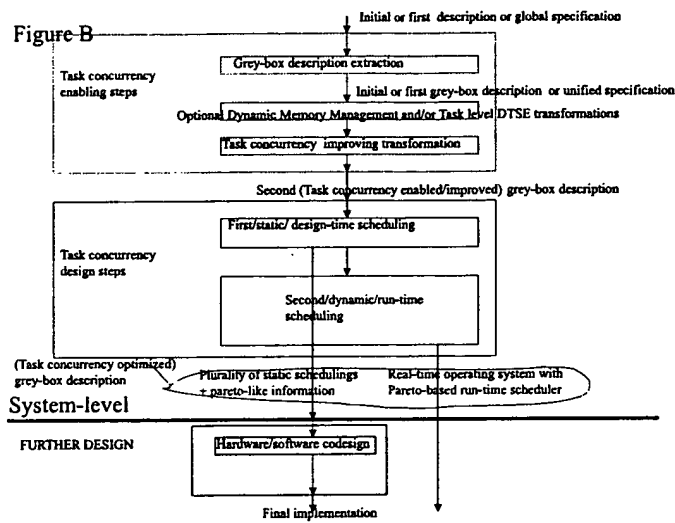 Initial or first description or global specification
Figure B
Grey-box description extraction
Task concurrency
enabling steps
Initial or first grey-box description or unified specification
Optional Dynamic Memory Management and/or Task level DTSE transformations
Task concurrency improving transformation
Second (Task concurrency enabled/improved) grey-box description
First/static/ design-time scheduling
Task concurrency
design steps
Second/dynamic/run-time
scheduling
(Task concurrency optimized)
grey-box description
Plurality of static schedulings
+ pareto-like information
Real-time operating system with
Pareto-based run-time scheduler
System-level
FURTHER DESIGN
Hardware/software codesign
Final implementation